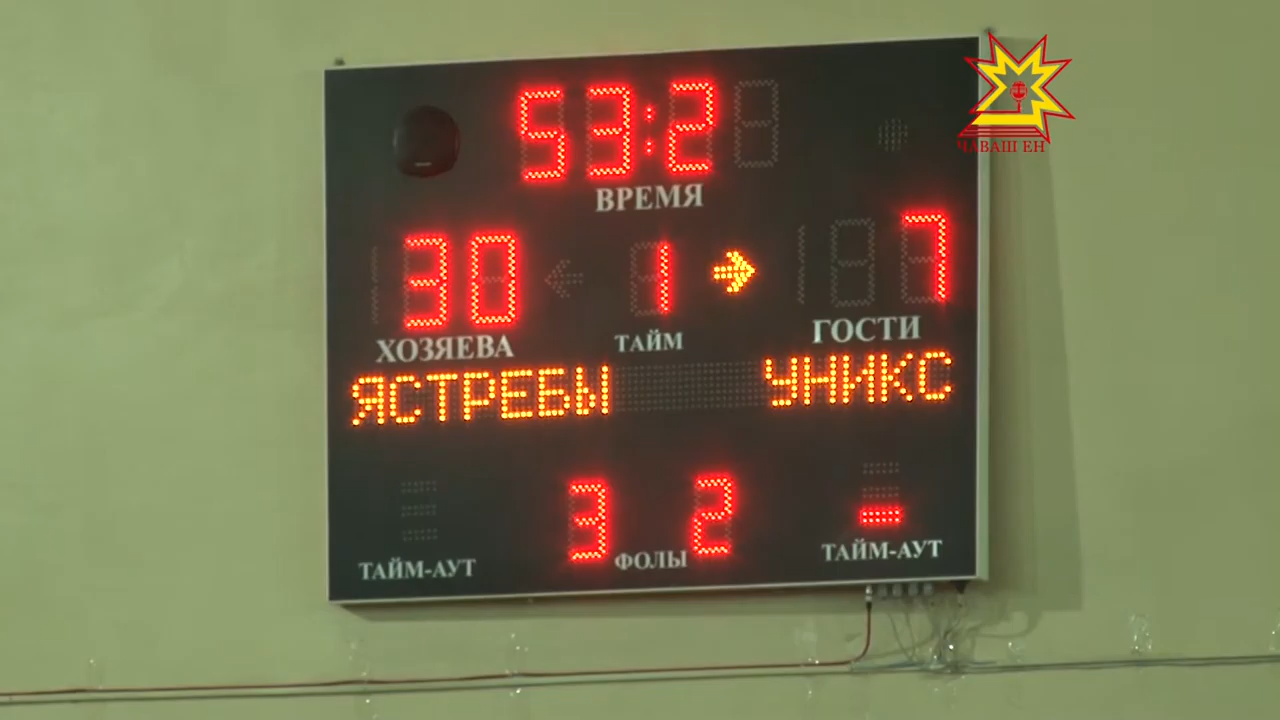 53:2
ВРЕМЯ
30 1 7
ХОЗЯЕВА ТАЙМ ГОСТИ
ЯСТРЕБЫ УНИКС
3 2
ТАЙМ-АУТ ФОЛЫ ТАЙМ-АУТ
ЧАВАШ ЕН